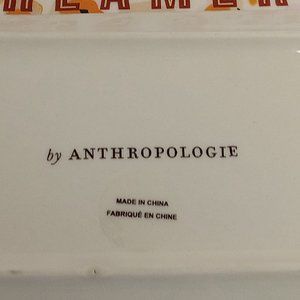 by ANTHROPOLOGIE
MADE IN CHINA
FABRIQUÉ EN CHINE